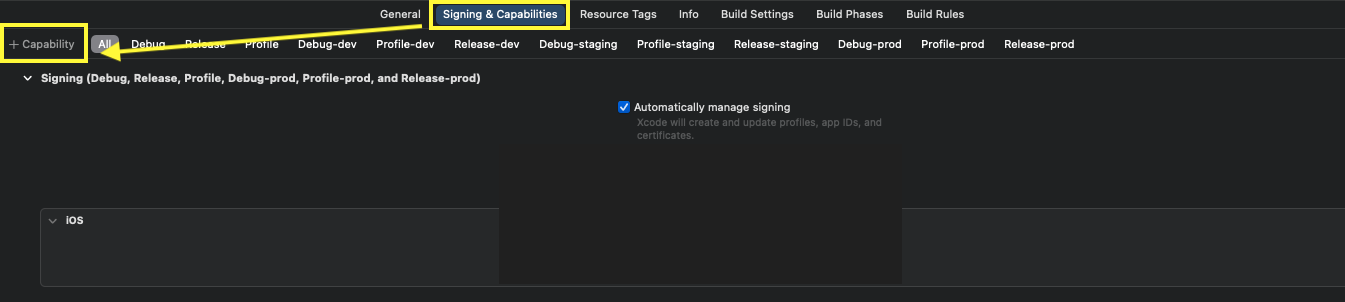 General Signing & Capabilities Resource Tags Info Build Settings Build Phases Build Rules
+ Capability All Debug Release Profile Debug-dev Profile-dev Release-dev Debug-staging Profile-staging Release-staging Debug-prod Profile-prod Release-prod
Signing (Debug, Release, Profile, Debug-prod, Profile-prod, and Release-prod)
Automatically manage signing
Xcode will create and update profiles, app IDs, and
certificates.
iOS